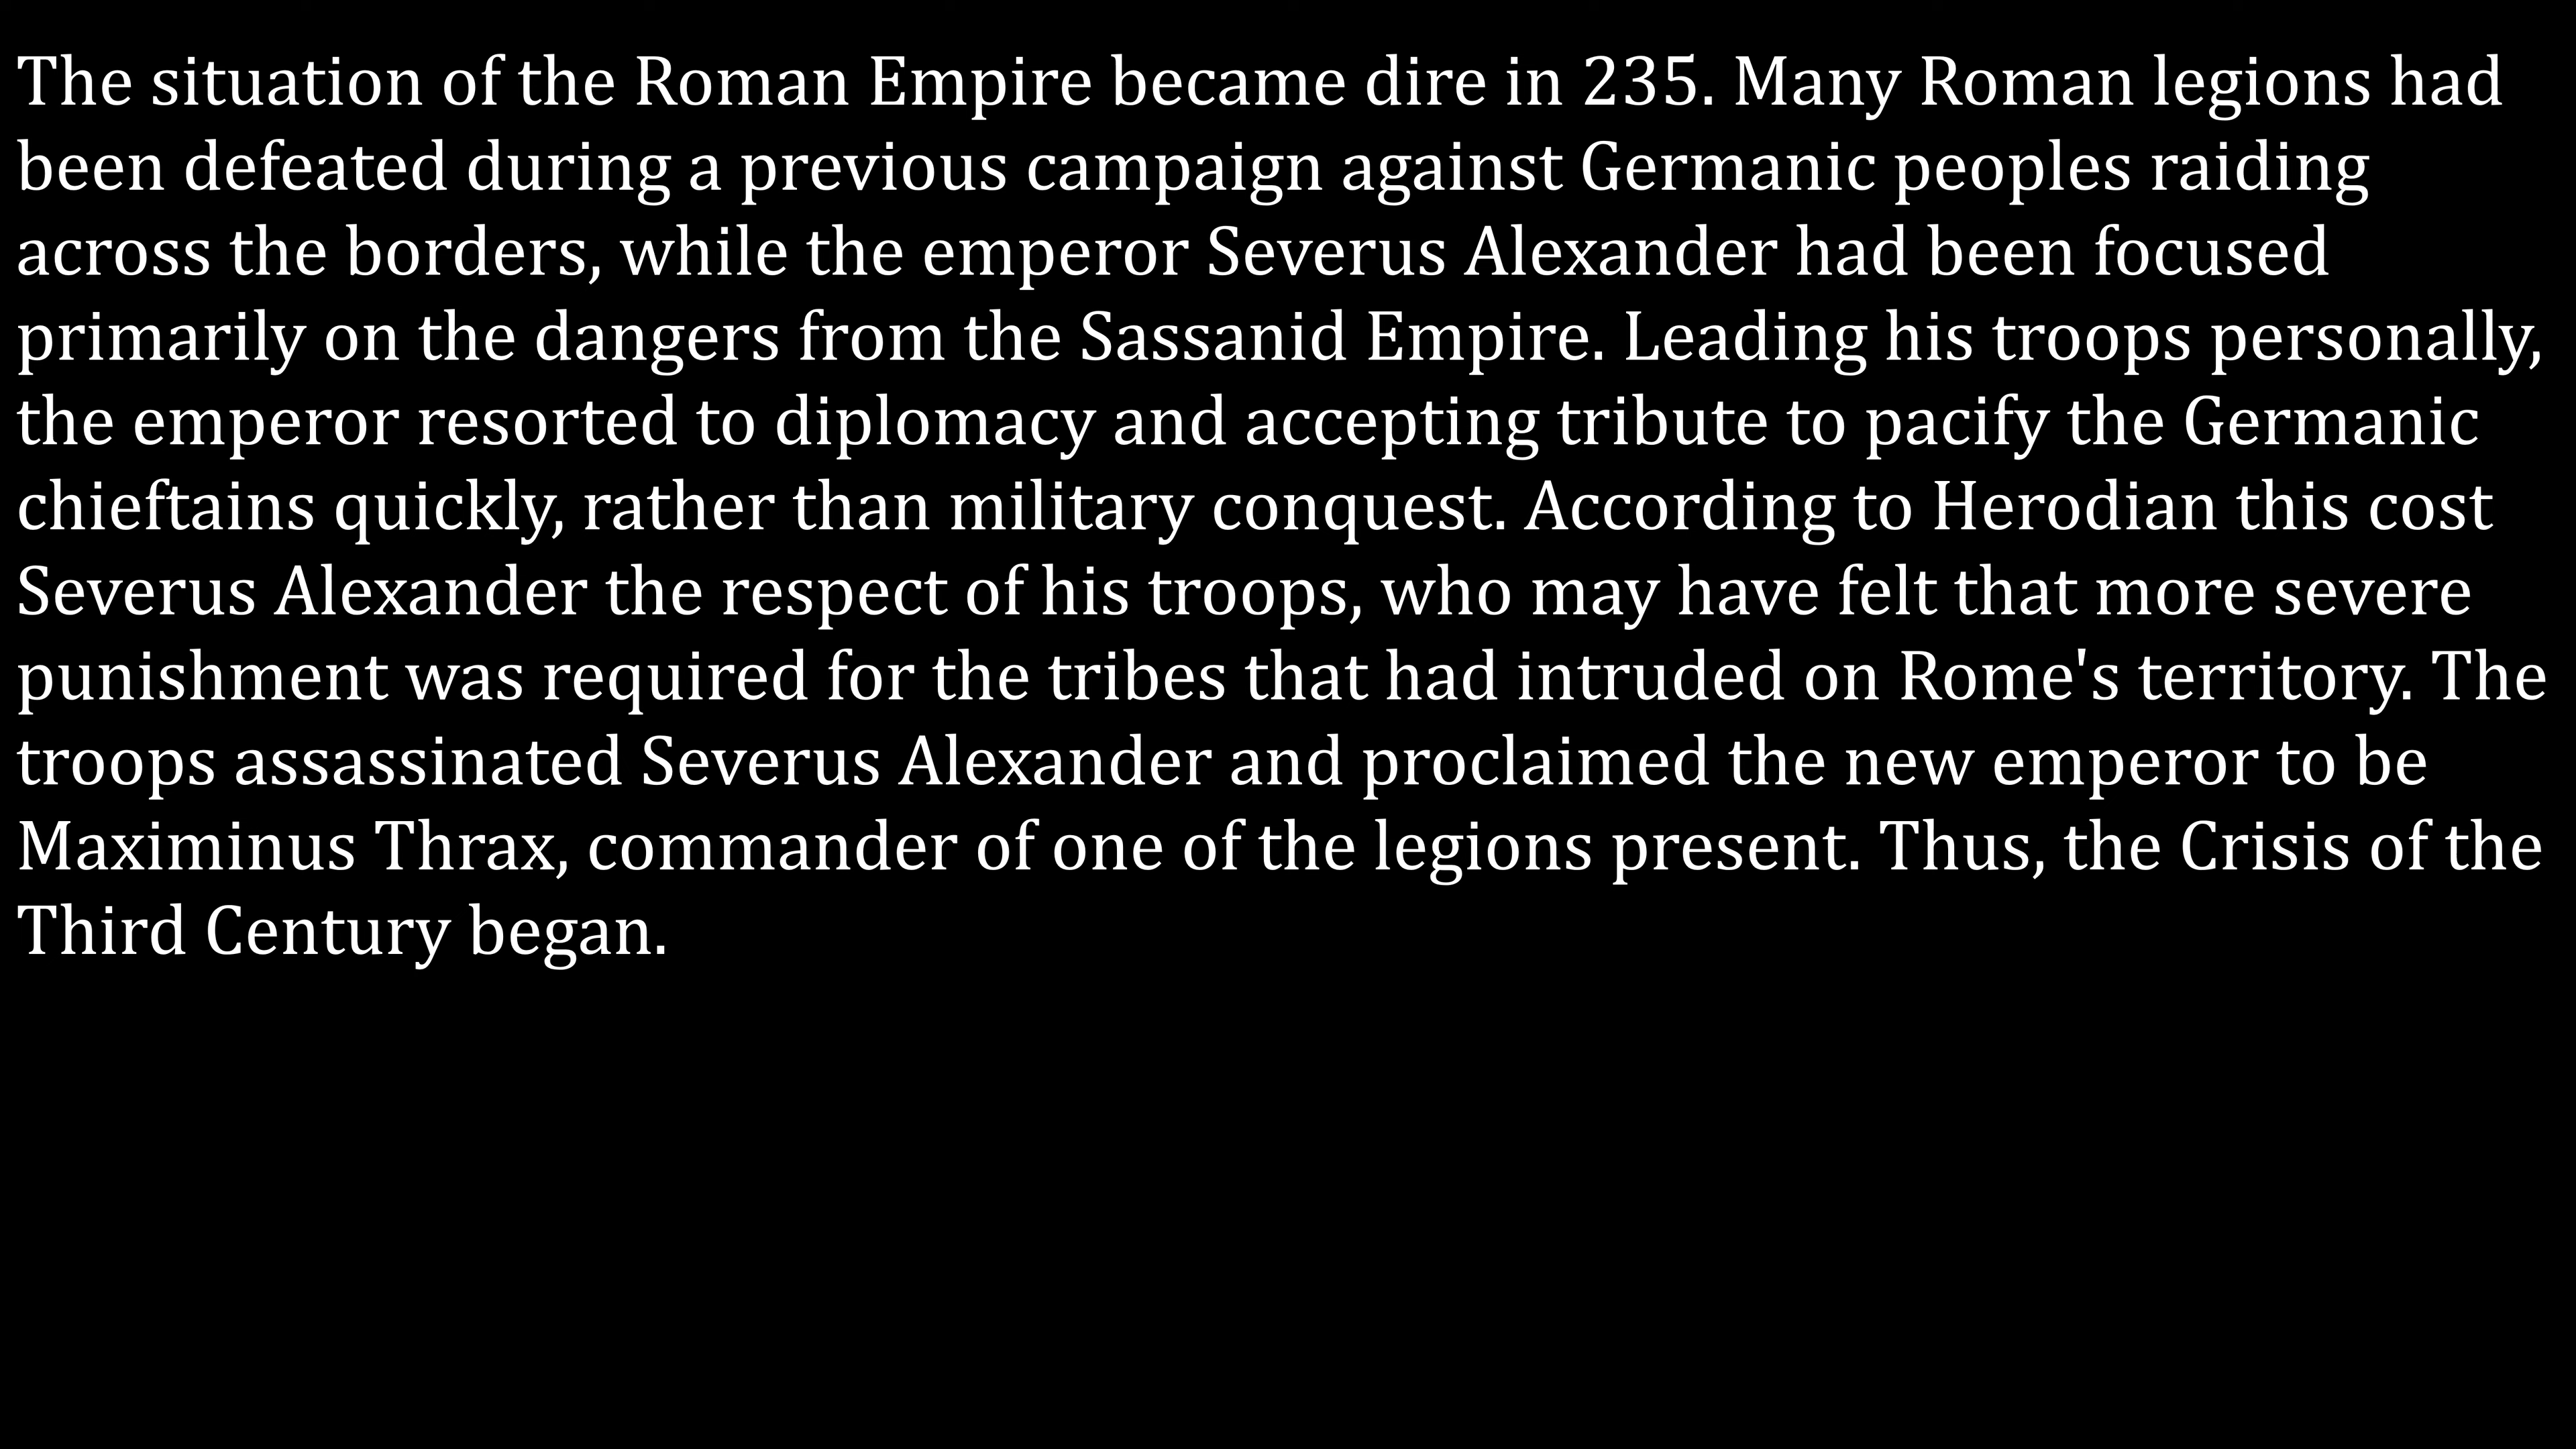 The situation of the Roman Empire became dire in 235. Many Roman legions had
been defeated during a previous campaign against Germanic peoples raiding
across the borders, while the emperor Severus Alexander had been focused
primarily on the dangers from the Sassanid Empire. Leading his troops personally,
the emperor resorted to diplomacy and accepting tribute to pacify the Germanic
chieftains quickly, rather than military conquest. According to Herodian this cost
Severus Alexander the respect of his troops, who may have felt that more severe
punishment was required for the tribes that had intruded on Rome's territory. The
troops assassinated Severus Alexander and proclaimed the new emperor to be
Maximinus Thrax, commander of one of the legions present. Thus, the Crisis of the
Third Century began.